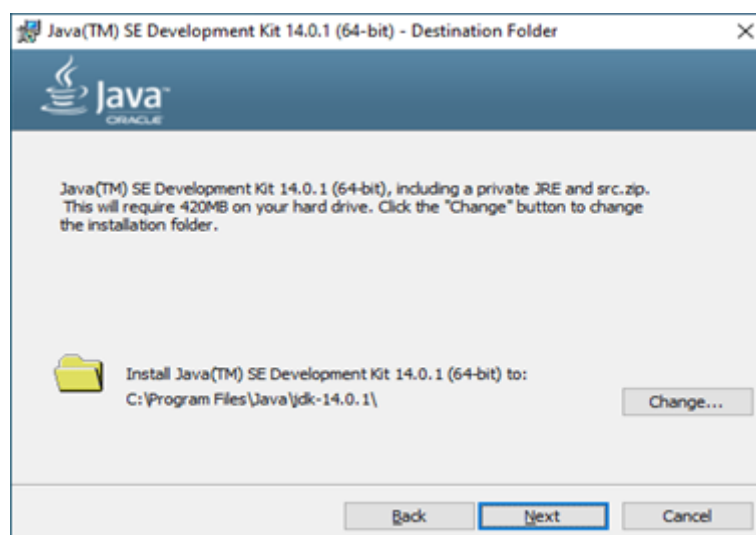 Java(TM) SE Development Kit 14.0.1 (64-bit) - Destination Folder
Java
ORACLE
Java(TM) SE Development Kit 14.0.1 (64-bit), including a private JRE and src.zip.
This will require 420MB on your hard drive. Click the "Change" button to change
the installation folder.
Install Java(TM) SE Development Kit 14.0.1 (64-bit) to:
C:\Program Files\Java\jdk-14.0.1\
Change...
Back
Next
Cancel